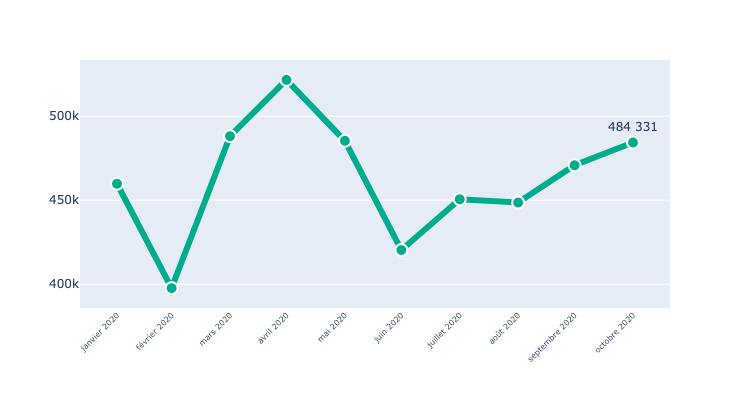 500k
450k
400k
484 331
janvier 2020
février 2020
mars 2020
avril 2020
mai 2020
juin 2020
juillet 2020
août 2020
septembre 2020
octobre 2020